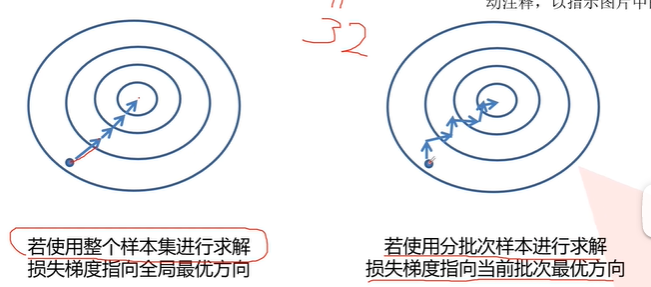 动注释，以指示图片中
32
若使用整个样本集进行求解
损失梯度指向全局最优方向
若使用分批次样本进行求解
损失梯度指向当前批次最优方向